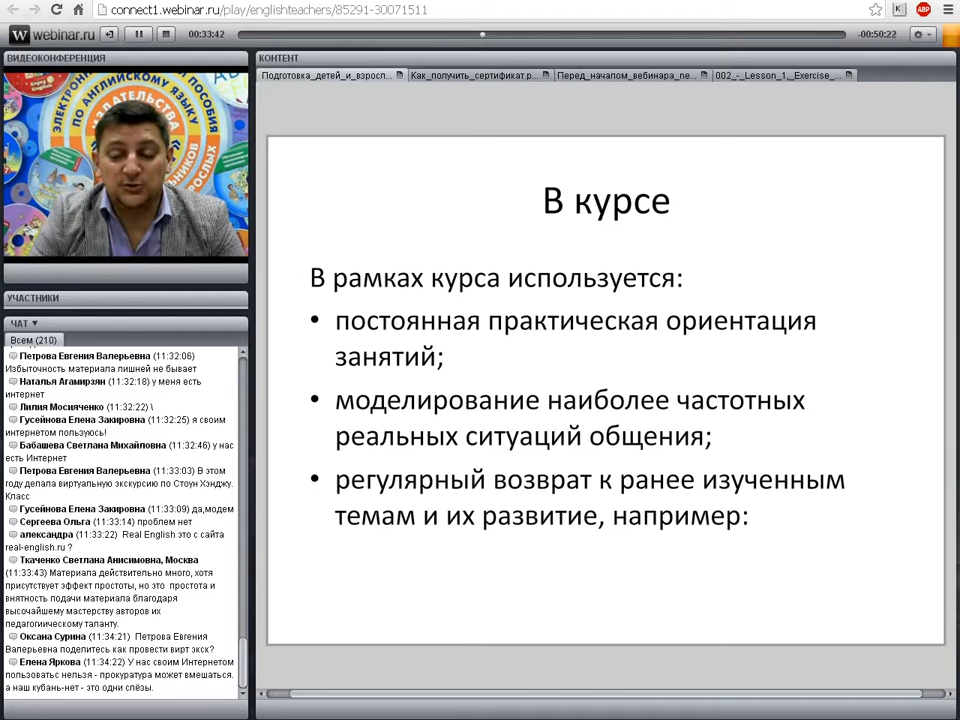 connect1.webinar.ru/play/englishteachers/85291-30071511
webinar.ru
00:33:42
-00:50:22
ВИДЕОКОНФЕРЕНЦИЯ
КОНТЕНТ
Подготовка_детей_и_взросл...
Как_получить_сертификат.p...
Перед_началом_вебинара_пе...
002_-_Lesson_1,_Exercise_...
ЭЛЕКТРОННЫЕ
ПО АНГЛИЙСКОМУ ЯЗЫКУ
ИЗДАТЕЛЬСТВА
ПОСОБИЯ
УЧАСТНИКИ
ЧАТ
Всем (210)
Петрова Евгения Валерьевна (11:32:06)
Избыточность материала лишней не бывает
Наталья Агамирзян (11:32:18) у меня есть
интернет
Лилия Мосияченко (11:32:22) \
Гусейнова Елена Закировна (11:32:25) я своим
интернетом пользуюсь!
Бабашева Светлана Михайловна (11:32:46) у нас
есть Интернет
Петрова Евгения Валерьевна (11:33:03) В этом
году делала виртуальную экскурсию по Стоун Хэнджу.
Класс
Гусейнова Елена Закировна (11:33:09) да,модем
Сергеева Ольга (11:33:14) проблем нет
александра (11:33:22) Real English это с сайта
real-english.ru ?
Ткаченко Светлана Анисимовна, Москва
(11:33:43) Материала действительно много, хотя
присутствует эффект простоты, но это простота и
внятность подачи материала благодаря
высочайшему мастерству авторов их
педагогиическому таланту.
Оксана Сурина (11:34:21) Петрова Евгения
Валерьевна поделитесь как провести вирт экск?
Елена Яркова (11:34:22) У нас своим Интернетом
пользоватьс нельзя - прокуратура может вмешаться.
а наш кубань-нет - это одни слёзы.
В курсе
В рамках курса используется:
• постоянная практическая ориентация
занятий;
• моделирование наиболее частотных
реальных ситуаций общения;
• регулярный возврат к ранее изученным
темам и их развитие, например: